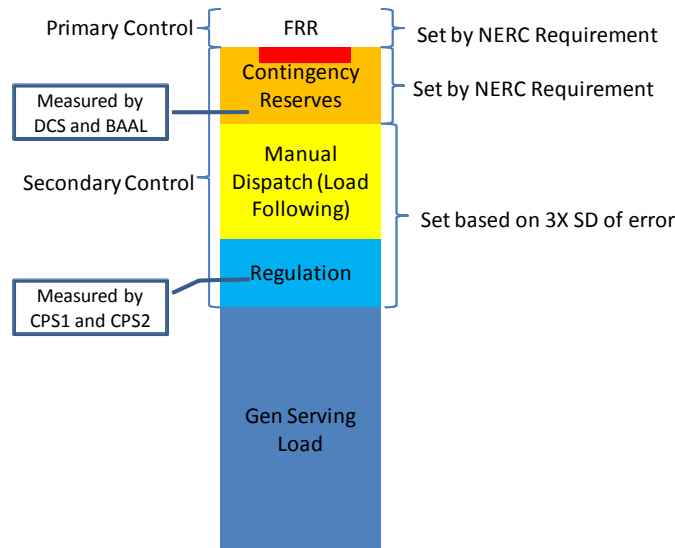 Primary Control
FRR
Set by NERC Requirement
Contingency
Reserves
Set by NERC Requirement
Measured by
DCS and BAAL
Manual
Dispatch (Load
Following)
Secondary Control
Set based on 3X SD of error
Regulation
Measured by
CPS1 and CPS2
Gen Serving
Load